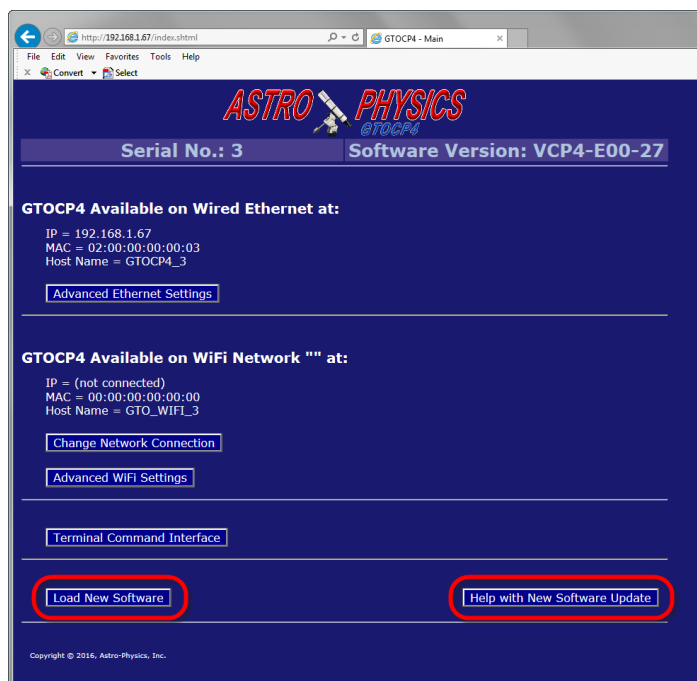 http://192.168.1.67/index.shtml
GTOCP4 - Main
File Edit View Favorites Tools Help
x Convert Select
ASTRO PHYSICS
GTOCP4
Serial No.: 3 Software Version: VCP4-E00-27
GTOCP4 Available on Wired Ethernet at:
IP = 192.168.1.67
MAC = 02:00:00:00:00:03
Host Name = GTOCP4_3
Advanced Ethernet Settings
GTOCP4 Available on WiFi Network "" at:
IP = (not connected)
MAC = 00:00:00:00:00:00
Host Name = GTO_WIFI_3
Change Network Connection
Advanced WiFi Settings
Terminal Command Interface
Load New Software Help with New Software Update
Copyright © 2016, Astro-Physics, Inc.